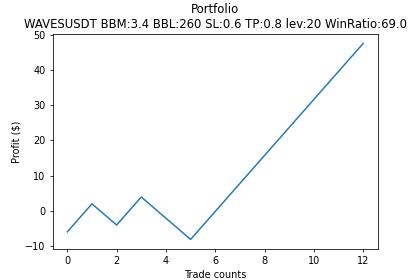 Portfolio
WAVESUSDT BBM:3.4 BBL:260 SL:0.6 TP:0.8 lev:20 WinRatio:69.0
50
40
30
20
10
0
−10
Profit ($)
0 2 4 6 8 10 12
Trade counts